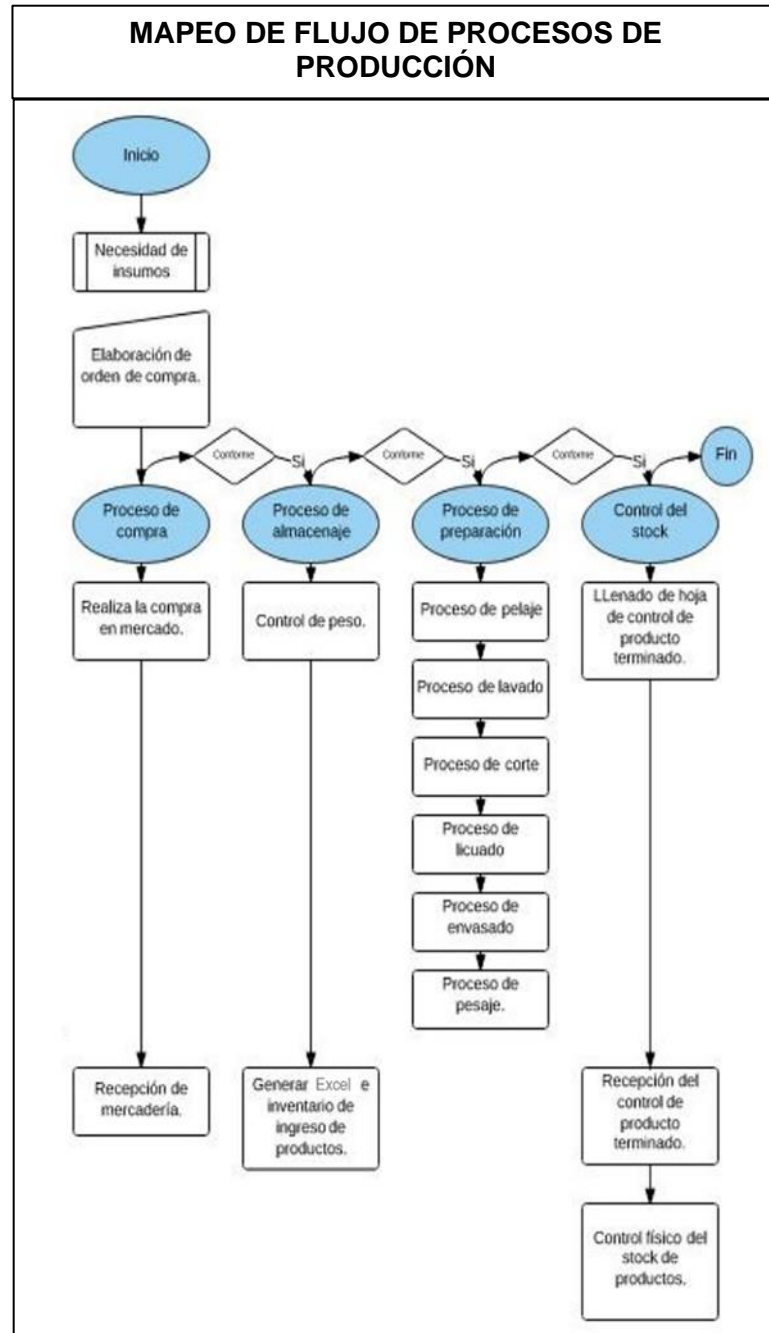 MAPEO DE FLUJO DE PROCESOS DE
PRODUCCIÓN
Inicio
Necesidad de
insumos
Elaboración de
orden de compra.
Conforme
Si
Conforme
Si
Conforme
Si
Fin
Proceso de
compra
Proceso de
almacenaje
Proceso de
preparación
Control del
stock
Realiza la compra
en mercado.
Recepción de
mercadería.
Control de peso.
Generar Excel e
inventario de
ingreso de
productos.
Proceso de pelaje
Proceso de lavado
Proceso de corte
Proceso de
licuado
Proceso de
envasado
Proceso de
pesaje.
LLenado de hoja
de control de
producto
terminado.
Recepción del
control de
producto
terminado.
Control físico del
stock de
productos.